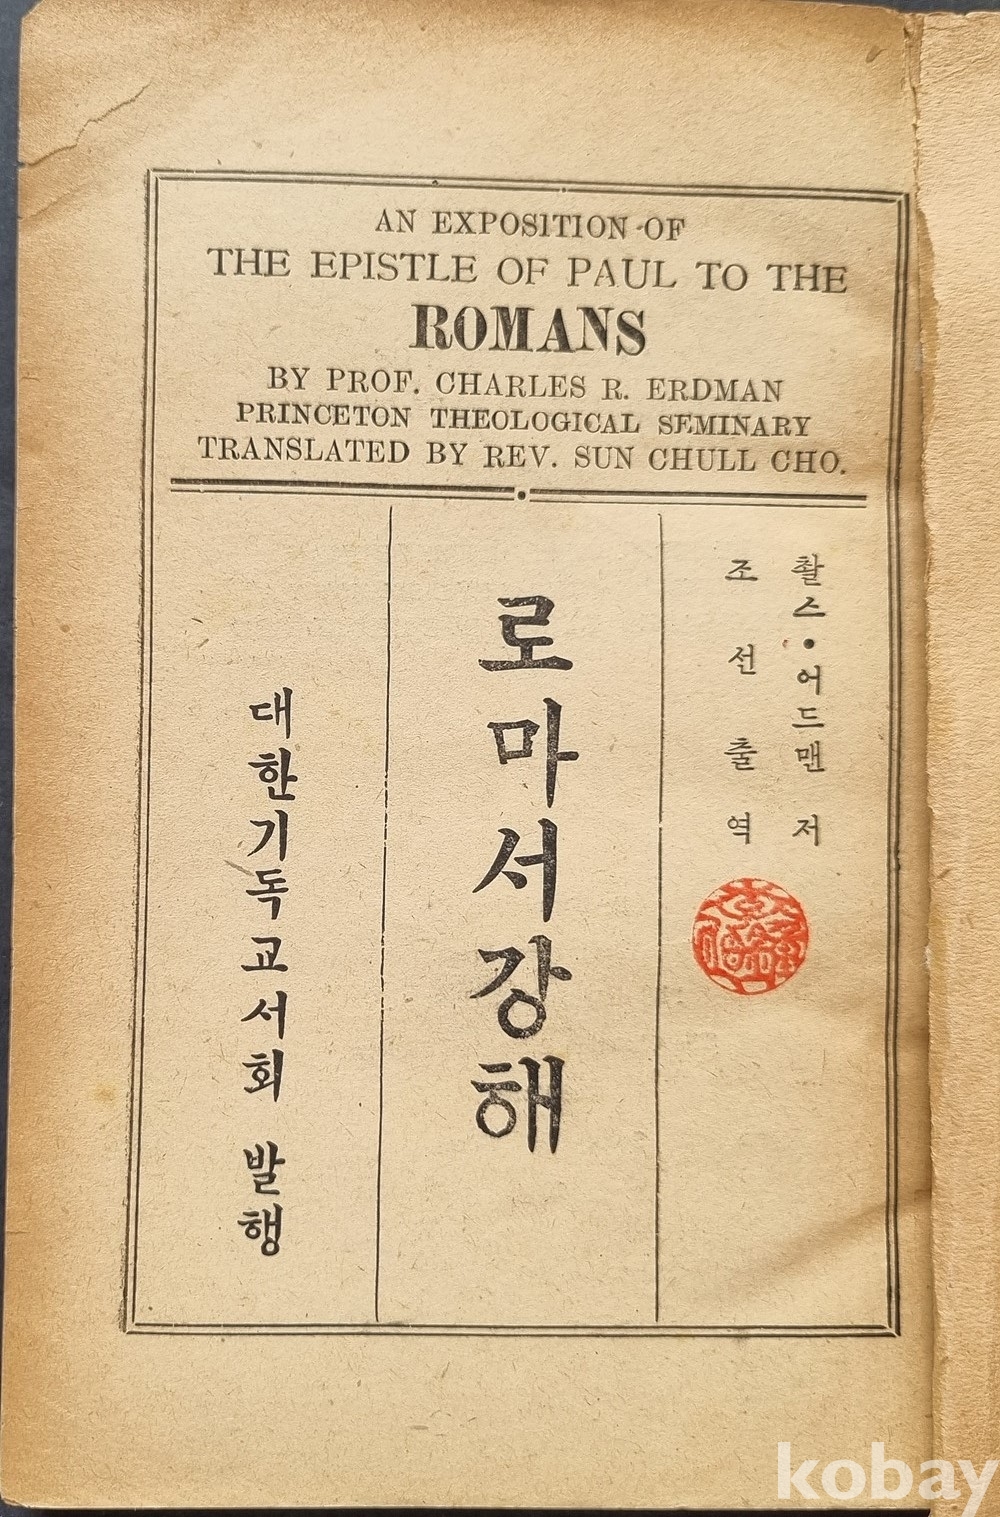 AN EXPOSITION OF
THE EPISTLE OF PAUL TO THE
ROMANS
BY PROF. CHARLES R. ERDMAN
PRINCETON THEOLOGICAL SEMINARY
TRANSLATED BY REV. SUN CHULL CHO.
촬스·어드맨 저
조선출역
로마서강해
대한기독교서회 발행
kobay